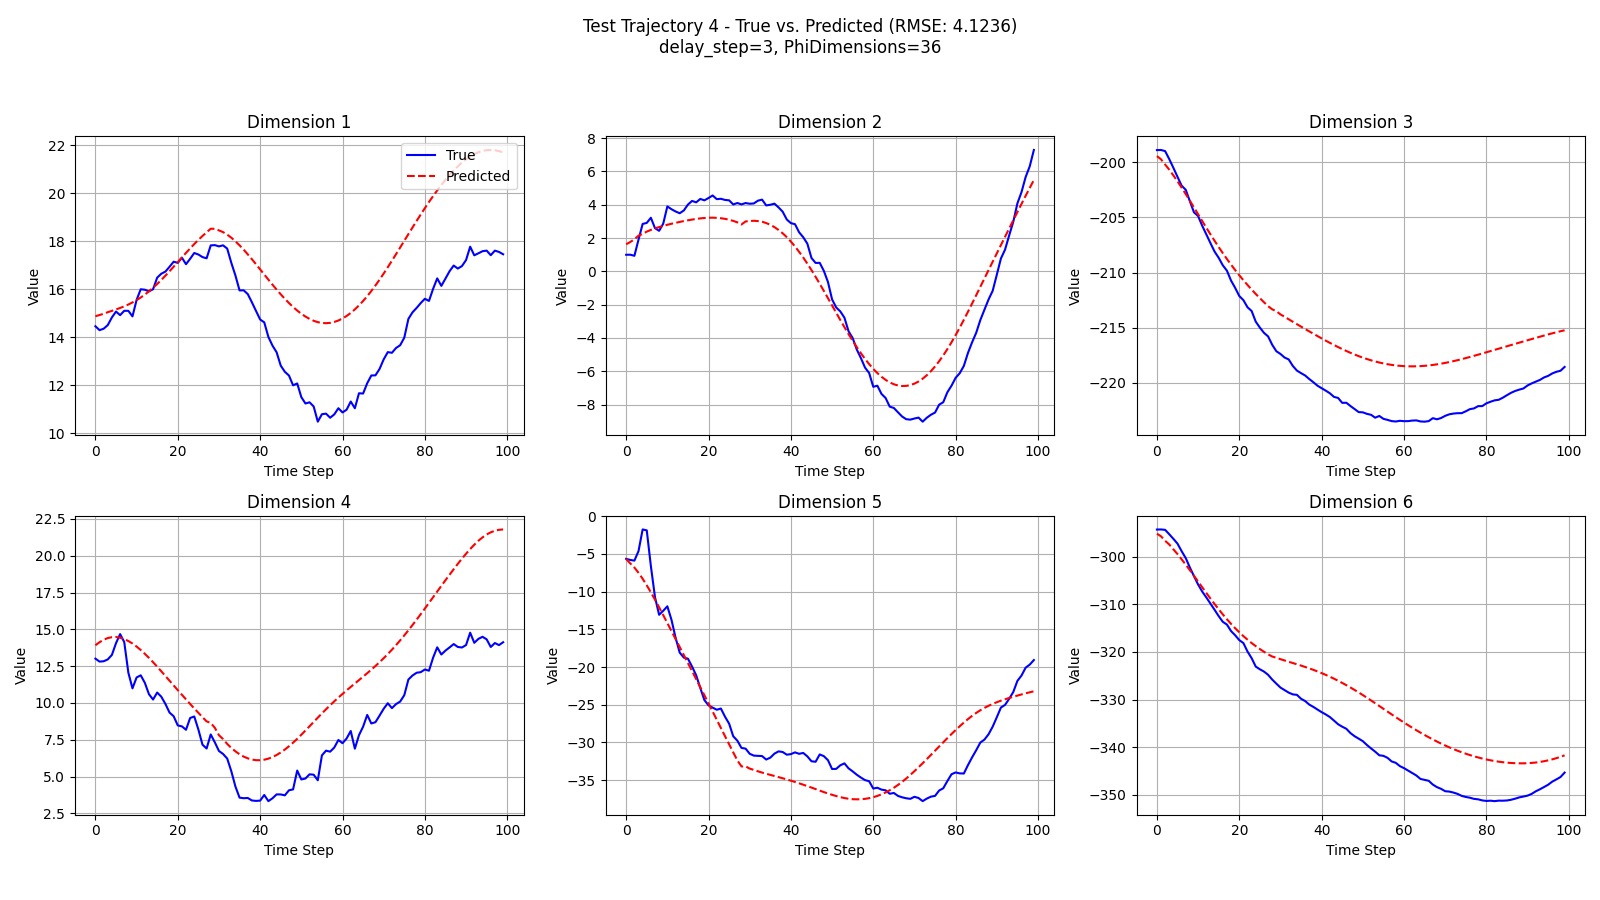 Test Trajectory 4 - True vs. Predicted (RMSE: 4.1236)
delay_step=3, PhiDimensions=36
Dimension 1
22
20
18
16
14
12
10
Value
0 20 40 60 80 100
Time Step
True
Predicted
Dimension 2
8
6
4
2
0
−2
−4
−6
−8
Value
0 20 40 60 80 100
Time Step
Dimension 3
−200
−205
−210
−215
−220
Value
0 20 40 60 80 100
Time Step
Dimension 4
22.5
20.0
17.5
15.0
12.5
10.0
7.5
5.0
2.5
Value
0 20 40 60 80 100
Time Step
Dimension 5
0
−5
−10
−15
−20
−25
−30
−35
Value
0 20 40 60 80 100
Time Step
Dimension 6
−300
−310
−320
−330
−340
−350
Value
0 20 40 60 80 100
Time Step